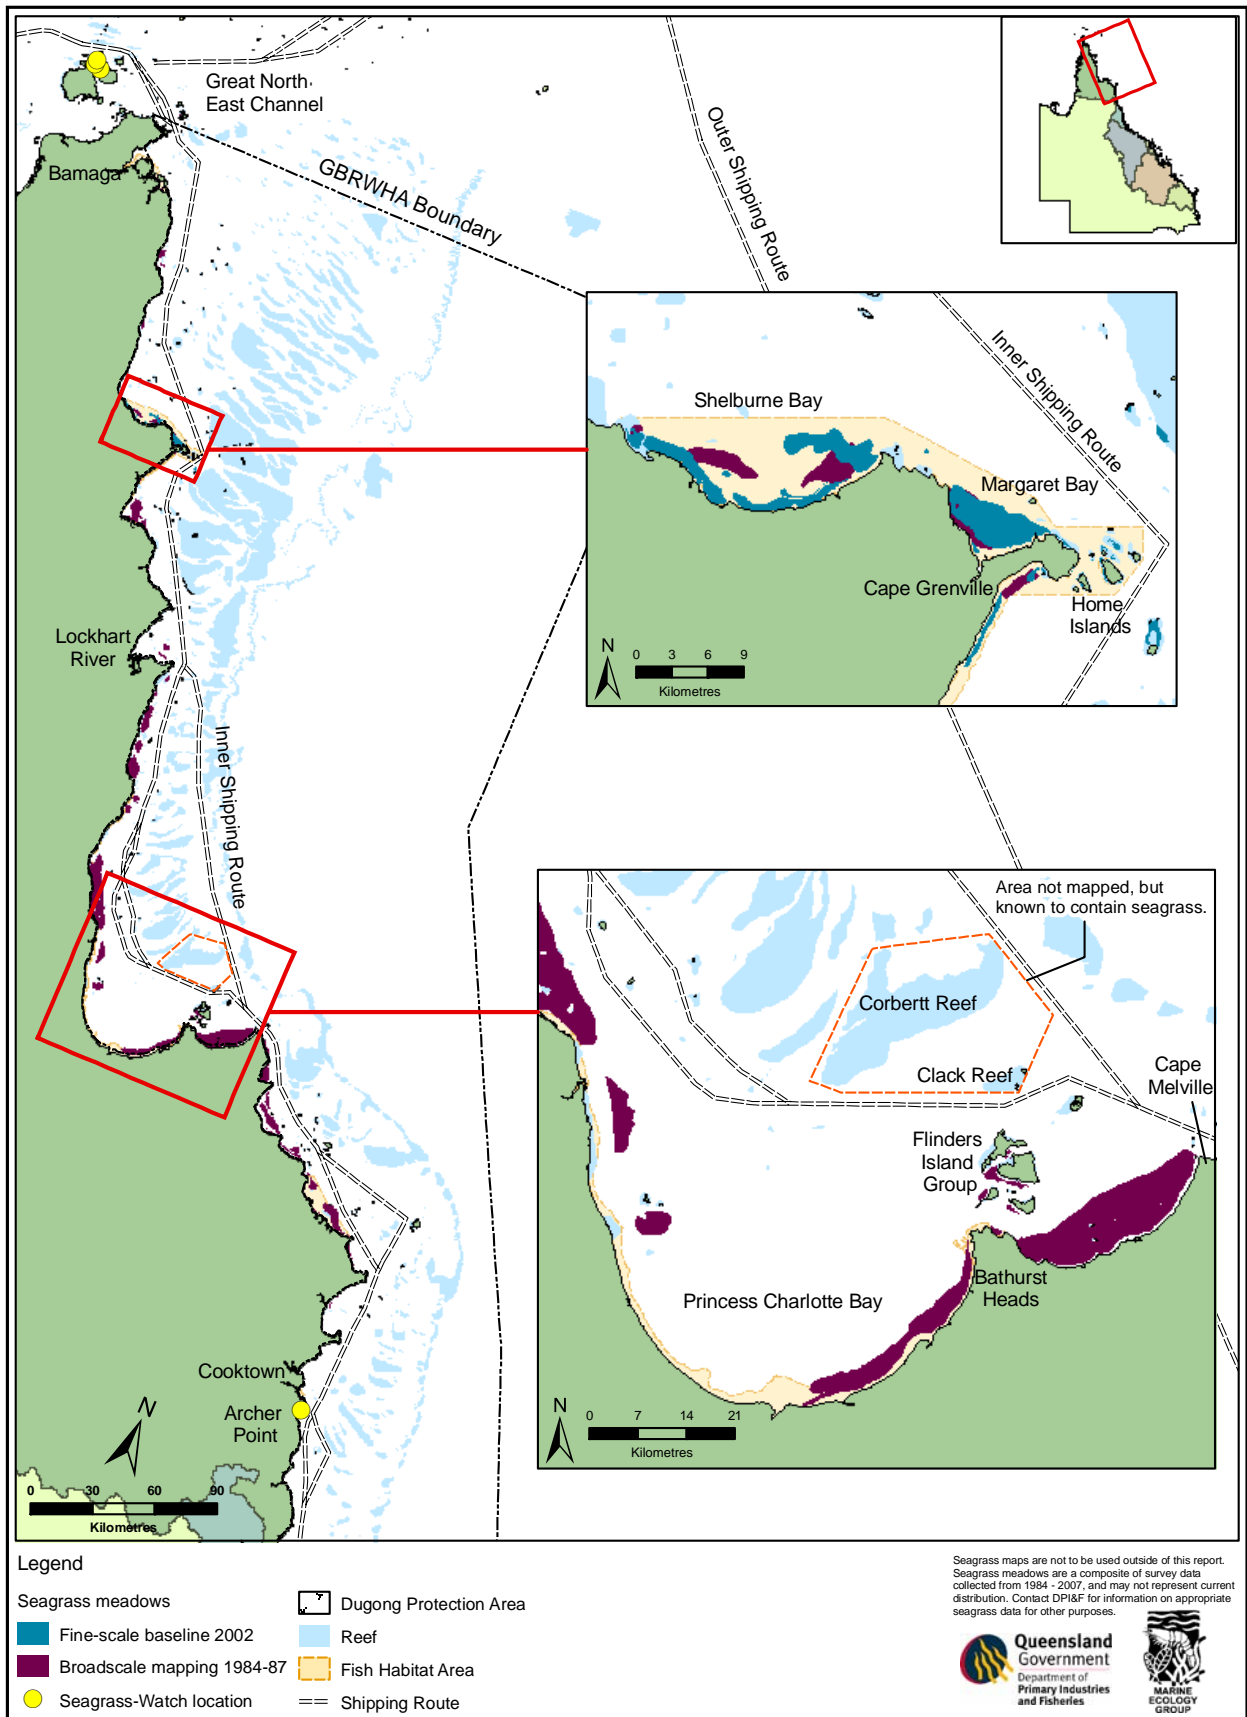 Great North
East Channel
Bamaga
GBRWHA Boundary
Outer Shipping Route
Shelburne Bay
Inner Shipping Route
Margaret Bay
Cape Grenville
Home
Islands
N
0 3 6 9
Kilometres
Lockhart
River
Inner Shipping Route
Area not mapped, but
known to contain seagrass.
Corbertt Reef
Clack Reef
Cape
Melville
Flinders
Island
Group
Bathurst
Heads
Princess Charlotte Bay
N
0 7 14 21
Kilometres
Cooktown
Archer
Point
N
0 30 60 90
Kilometres
Legend
Seagrass meadows
Fine-scale baseline 2002
Broadscale mapping 1984-87
Seagrass-Watch location
Dugong Protection Area
Reef
Fish Habitat Area
Shipping Route
Seagrass maps are not to be used outside of this report.
Seagrass meadows are a composite of survey data
collected from 1984 - 2007, and may not represent current
distribution. Contact DPI&F for information on appropriate
seagrass data for other purposes.
Queensland
Government
Department of
Primary Industries
and Fisheries
MARINE
ECOLOGY
GROUP